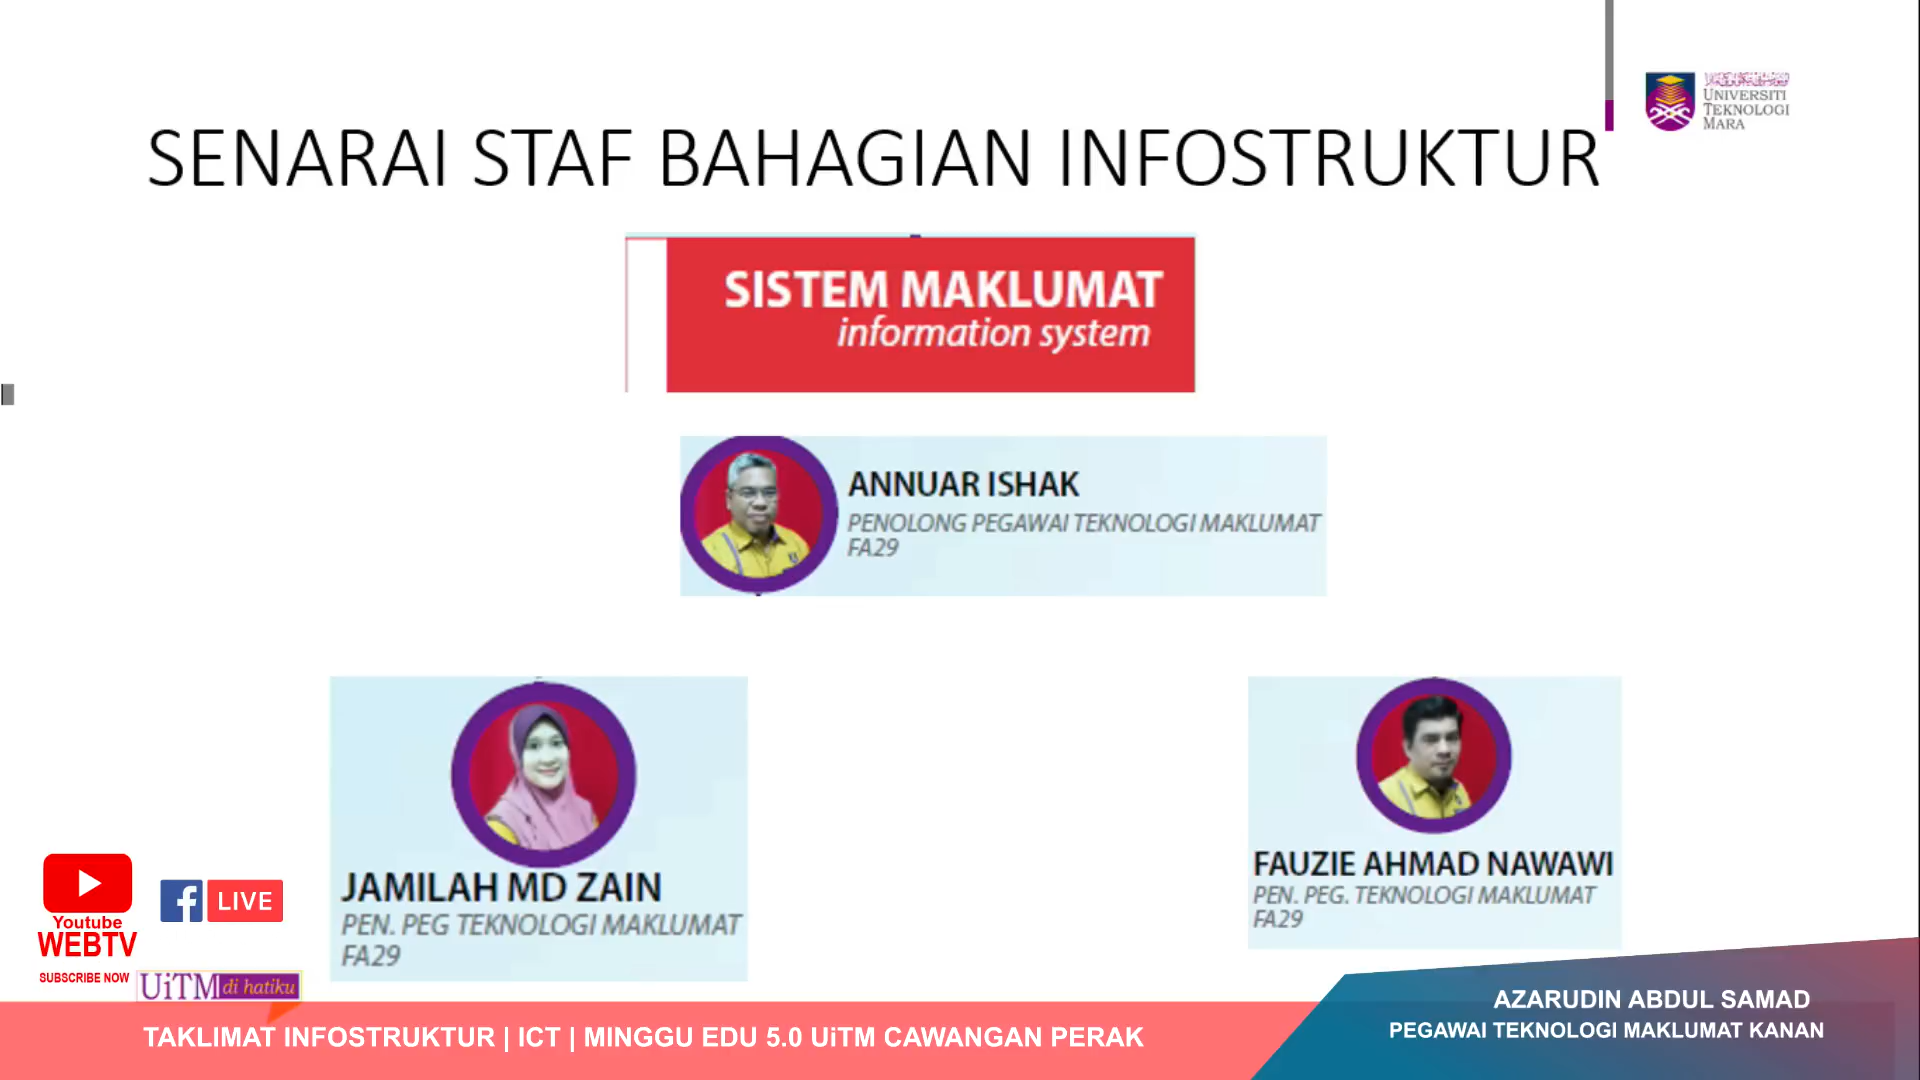 UNIVERSITI
TEKNOLOGI
MARA
SENARAI STAF BAHAGIAN INFOSTRUKTUR
SISTEM MAKLUMAT
information system
ANNUAR ISHAK
PENOLONG PEGAWAI TEKNOLOGI MAKLUMAT
FA29
JAMILAH MD ZAIN
PEN. PEG TEKNOLOGI MAKLUMAT
FA29
FAUZIE AHMAD NAWAWI
PEN. PEG. TEKNOLOGI MAKLUMAT
FA29
Youtube
WEBTV
SUBSCRIBE NOW
f LIVE
UiTM di hatiku
TAKLIMAT INFOSTRUKTUR | ICT | MINGGU EDU 5.0 UiTM CAWANGAN PERAK
AZARUDIN ABDUL SAMAD
PEGAWAI TEKNOLOGI MAKLUMAT KANAN